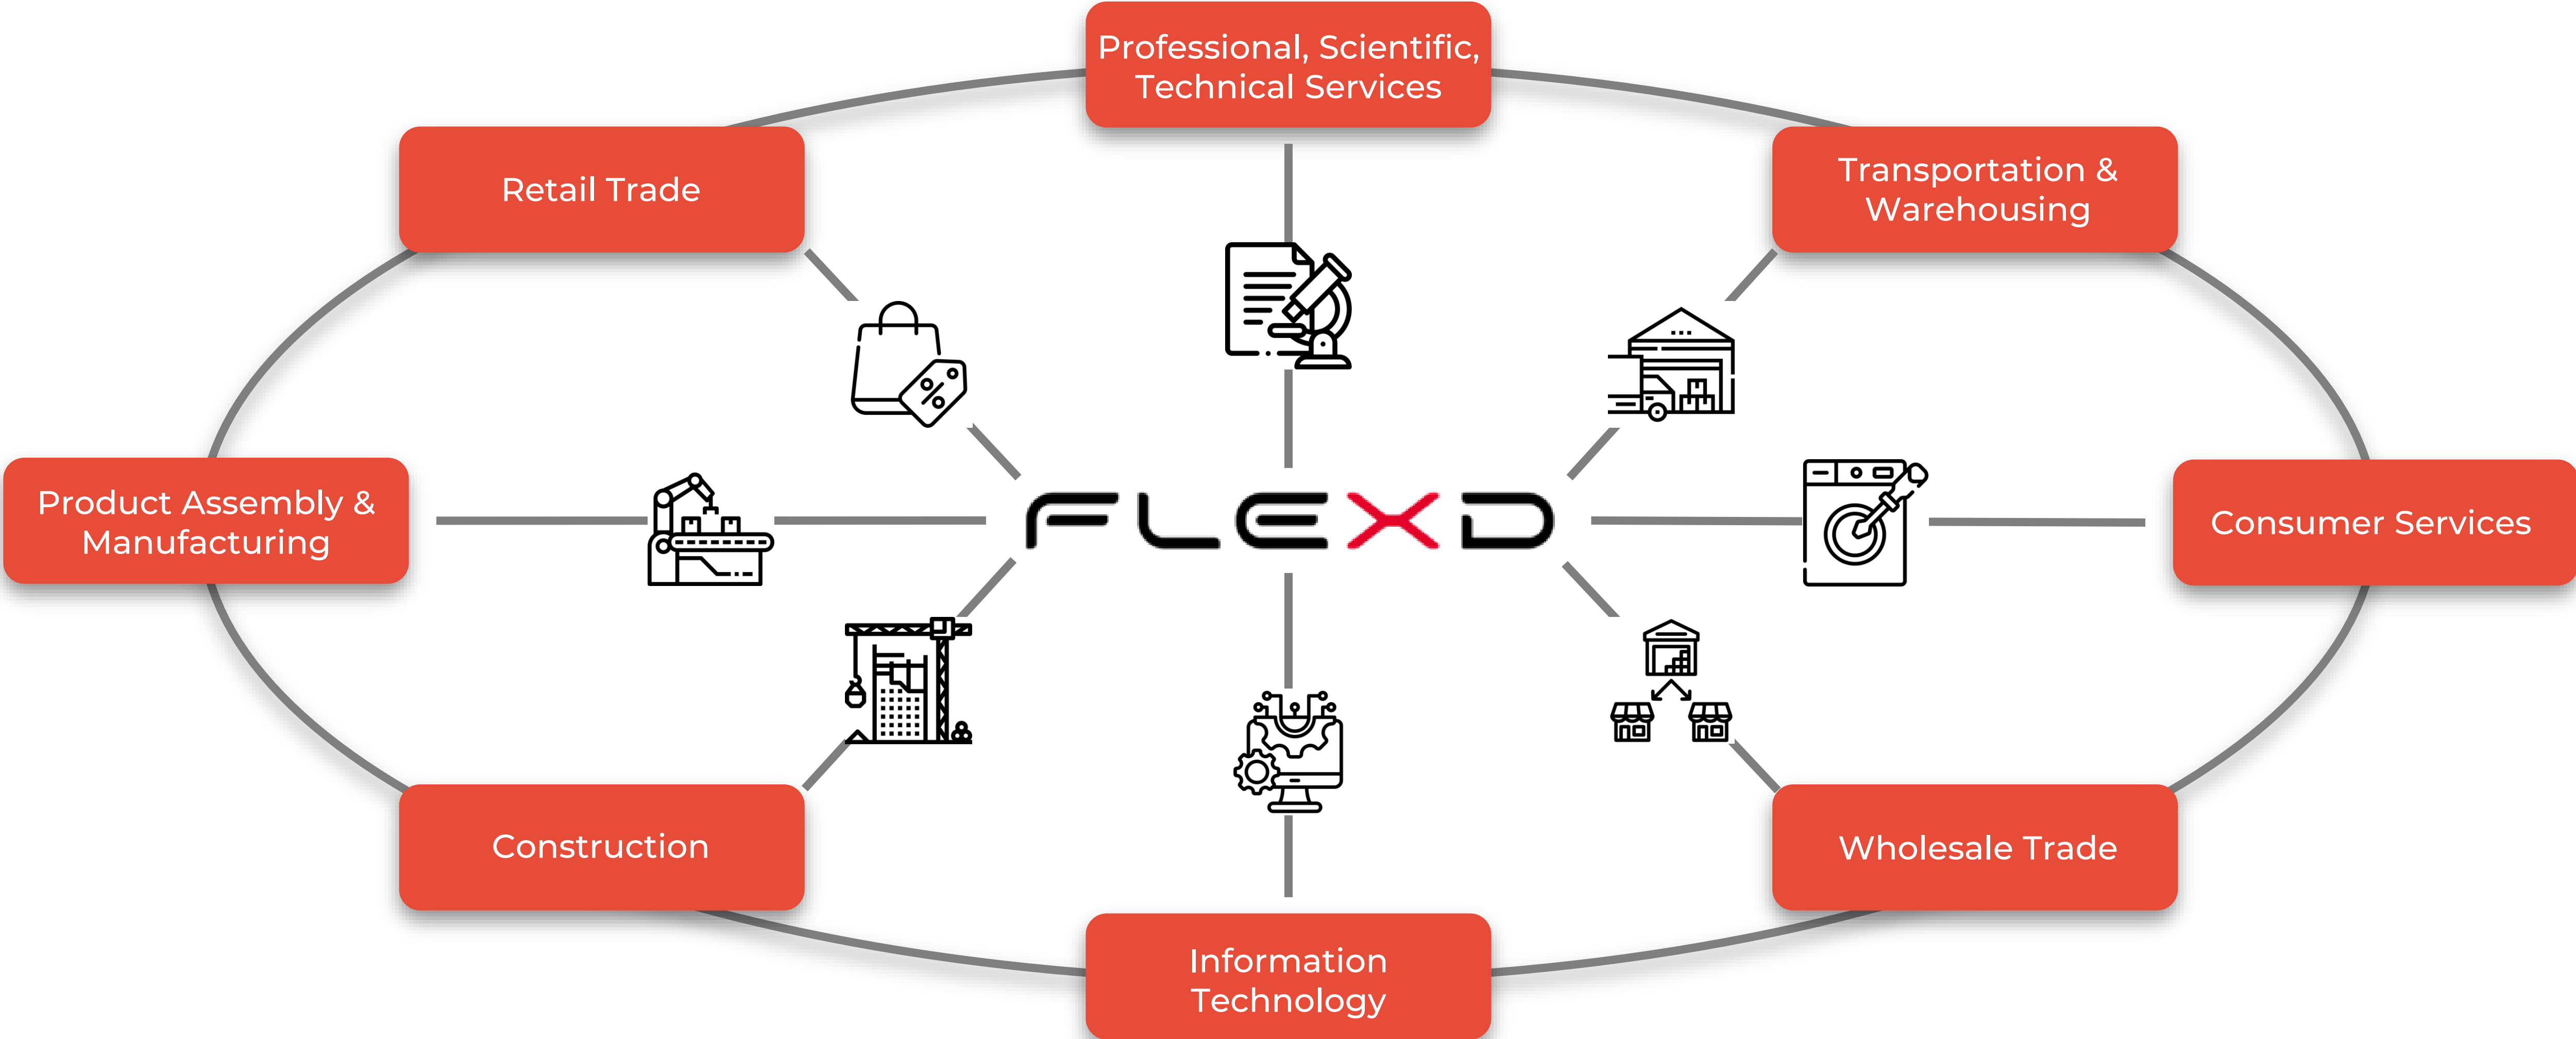 Professional, Scientific,
Technical Services
Retail Trade
Transportation &
Warehousing
Product Assembly &
Manufacturing
FLEXD
Consumer Services
Construction
Wholesale Trade
Information
Technology